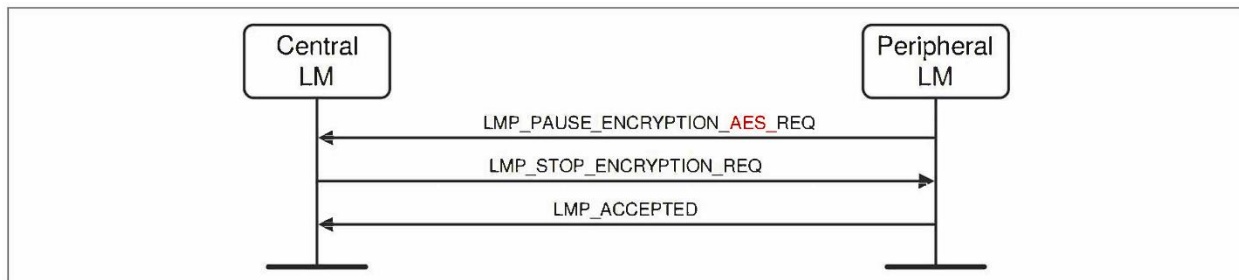 Central
LM
Peripheral
LM
LMP_PAUSE_ENCRYPTION_AES_REQ
LMP_STOP_ENCRYPTION_REQ
LMP_ACCEPTED